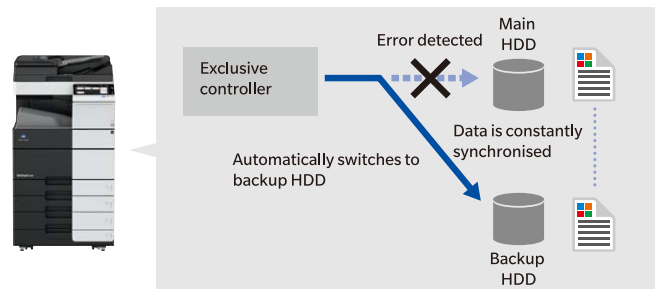 Error detected
Main
HDD
Exclusive
controller
Data is constantly
synchronised
Automatically switches to
backup HDD
Backup
HDD